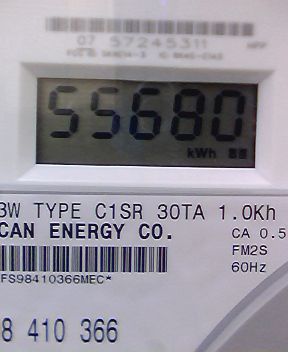 07 57245311
55680
kWh
3W TYPE C1SR 30TA 1.0Kh
CAN ENERGY CO.
CA 0.5
FM2S
60Hz
FS98410366MEC*
8 410 366